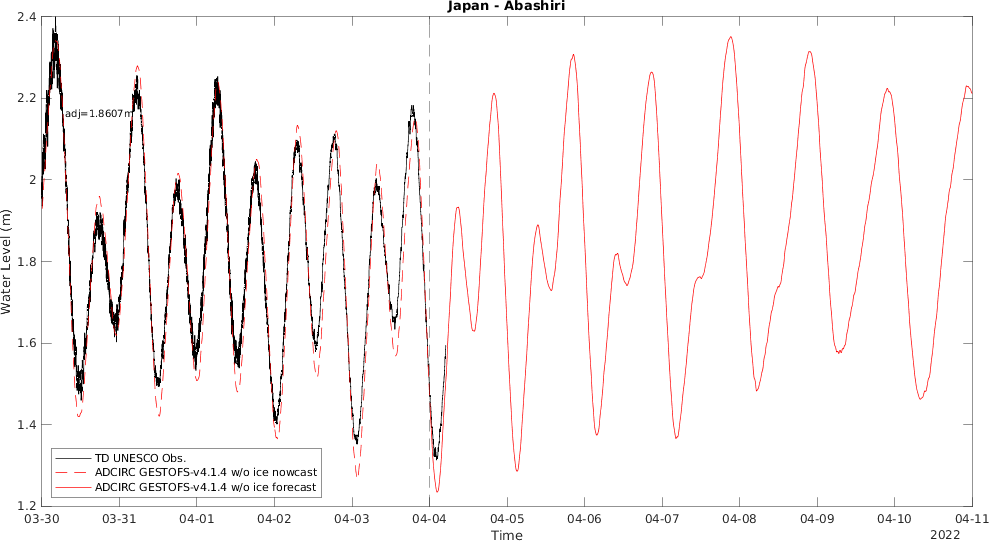 Japan - Abashiri
2.4
2.2
2
1.8
1.6
1.4
1.2
Water Level (m)
adj=1.8607m
TD UNESCO Obs.
ADCIRC GESTOFS-v4.1.4 w/o ice nowcast
ADCIRC GESTOFS-v4.1.4 w/o ice forecast
03-30 03-31 04-01 04-02 04-03 04-04 04-05 04-06 04-07 04-08 04-09 04-10 04-11
Time
2022